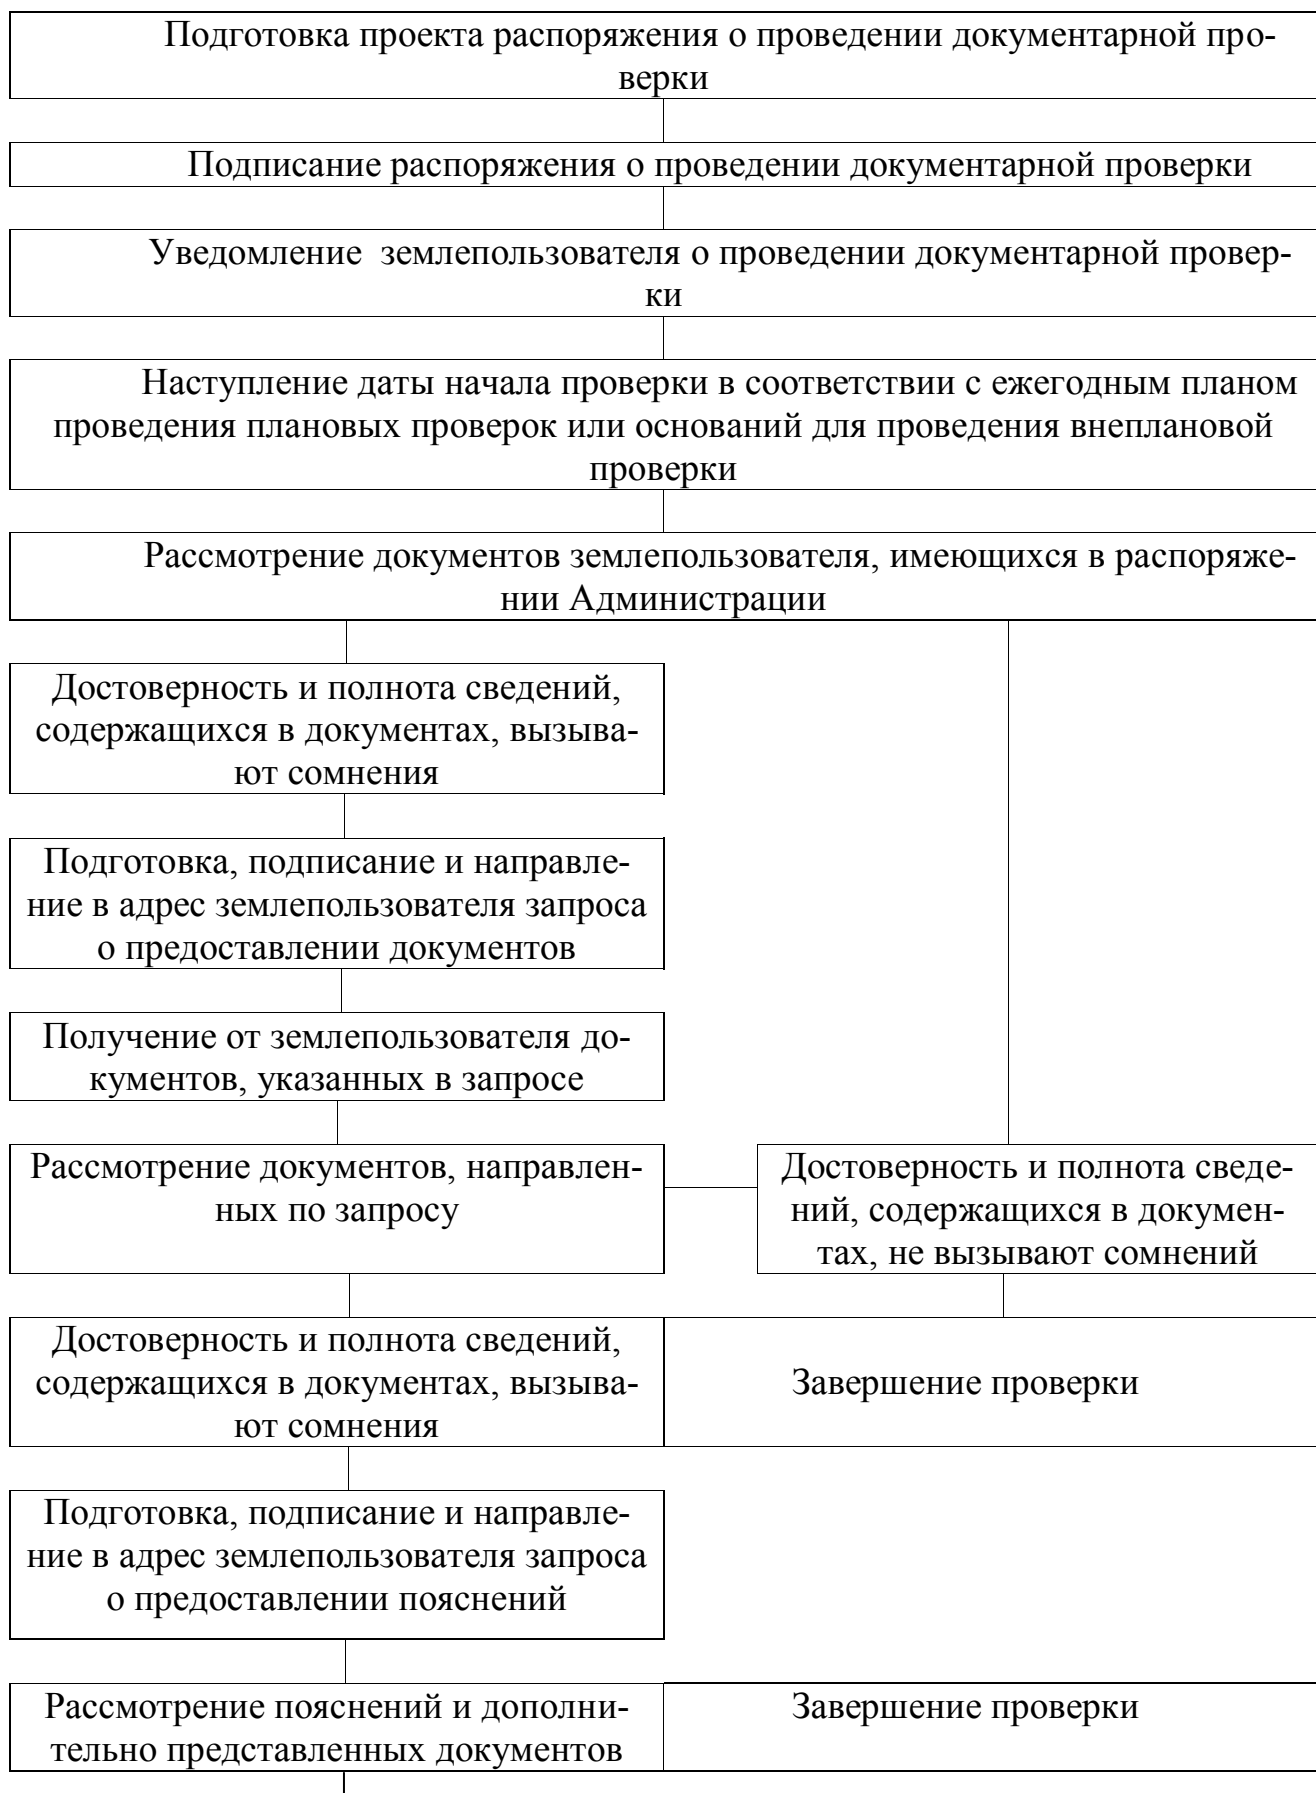 Подготовка проекта распоряжения о проведении документарной про-
верки
Подписание распоряжения о проведении документарной проверки
Уведомление  землепользователя о проведении документарной провер-
ки
Наступление даты начала проверки в соответствии с ежегодным планом
проведения плановых проверок или оснований для проведения внеплановой
проверки
Рассмотрение документов землепользователя, имеющихся в распоряже-
нии Администрации
Достоверность и полнота сведений,
содержащихся в документах, вызыва-
ют сомнения
Подготовка, подписание и направле-
ние в адрес землепользователя запроса
о предоставлении документов
Получение от землепользователя до-
кументов, указанных в запросе
Рассмотрение документов, направлен-
ных по запросу
Достоверность и полнота сведе-
ний, содержащихся в докумен-
тах, не вызывают сомнений
Достоверность и полнота сведений,
содержащихся в документах, вызыва-
ют сомнения
Завершение проверки
Подготовка, подписание и направле-
ние в адрес землепользователя запроса
о предоставлении пояснений
Рассмотрение пояснений и дополни-
тельно представленных документов
Завершение проверки